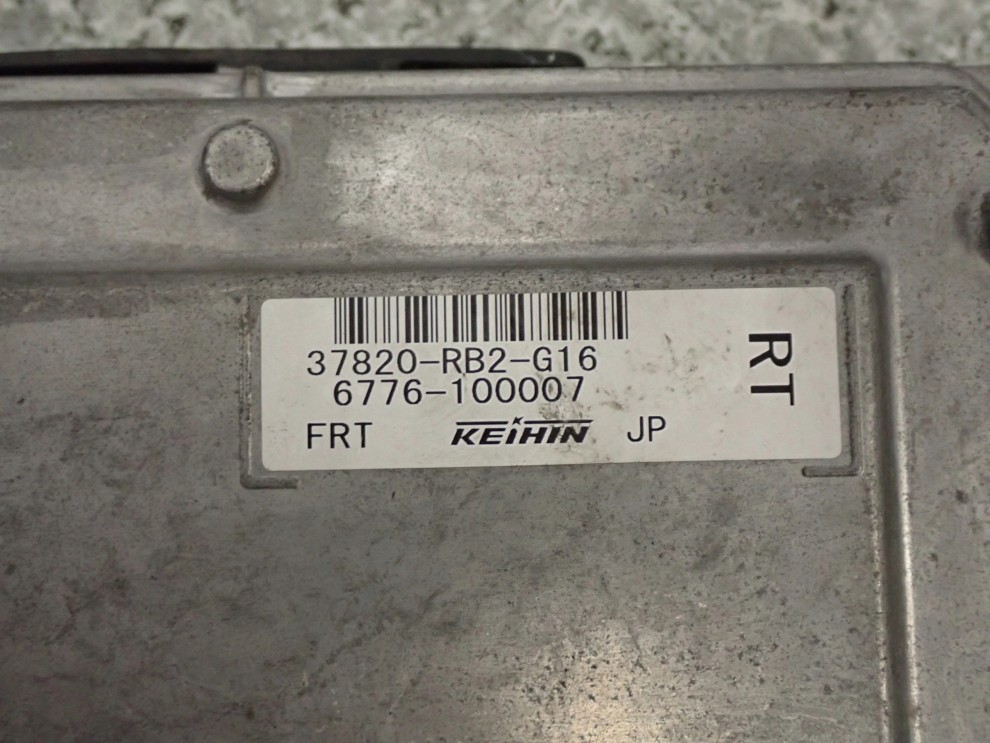 37820-RB2-G16
6776-100007
FRT KEIHIN JP
RT